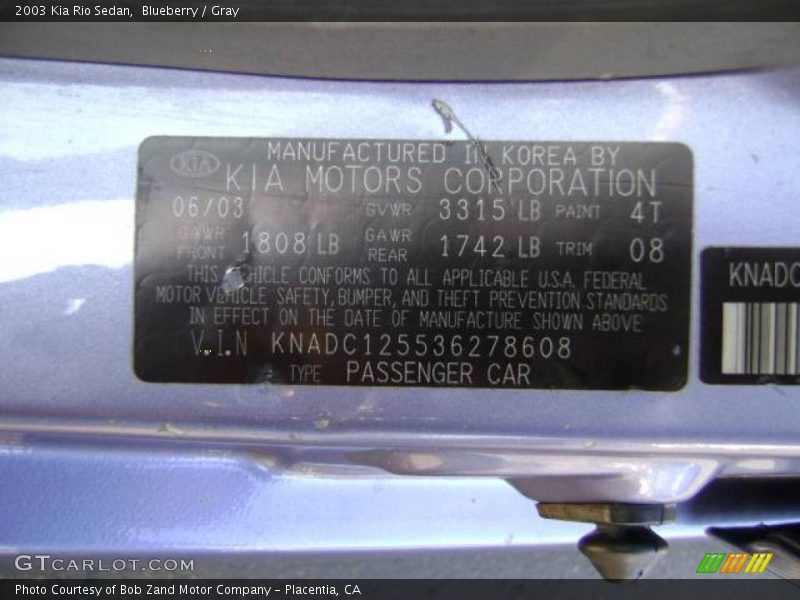 2003 Kia Rio Sedan, Blueberry / Gray
KIA MANUFACTURED IN KOREA BY
KIA MOTORS CORPORATION
06/03 GVWR 3315 LB PAINT 4T
GAWR FRONT 1808 LB GAWR REAR 1742 LB TRIM 08
THIS VEHICLE CONFORMS TO ALL APPLICABLE U.S.A. FEDERAL
MOTOR VEHICLE SAFETY, BUMPER, AND THEFT PREVENTION STANDARDS
IN EFFECT ON THE DATE OF MANUFACTURE SHOWN ABOVE
V.I.N KNADC125536278608
TYPE PASSENGER CAR
KNADC
GTCARLOT.COM
Photo Courtesy of Bob Zand Motor Company - Placentia, CA